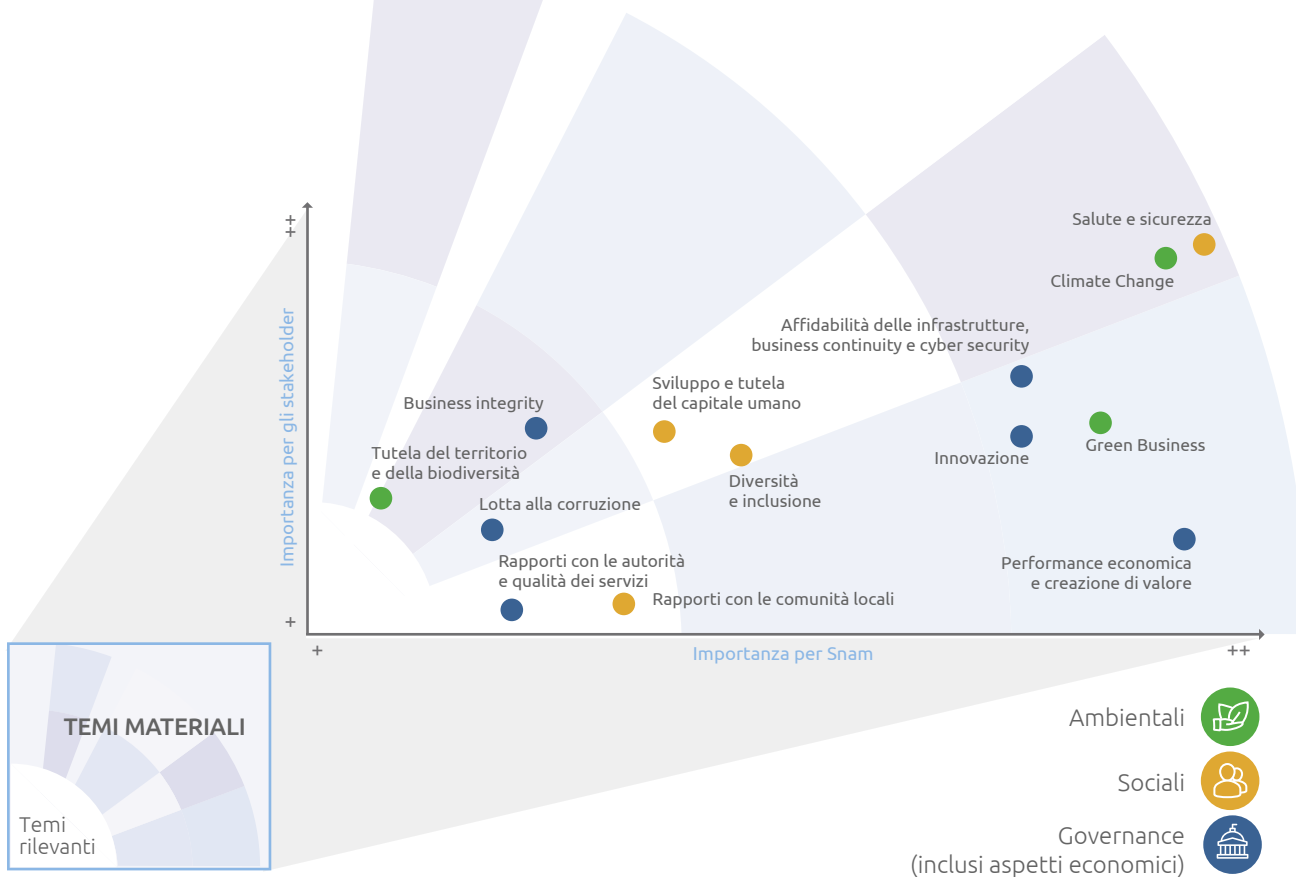 ++
Importanza per gli stakeholder
+
Salute e sicurezza
Climate Change
Affidabilità delle infrastrutture,
business continuity e cyber security
Sviluppo e tutela
del capitale umano
Business integrity
Green Business
Innovazione
Tutela del territorio
e della biodiversità
Diversità
e inclusione
Lotta alla corruzione
Rapporti con le autorità
e qualità dei servizi
Performance economica
e creazione di valore
Rapporti con le comunità locali
+
Importanza per Snam
++
TEMI MATERIALI
Temi
rilevanti
Ambientali
Sociali
Governance
(inclusi aspetti economici)